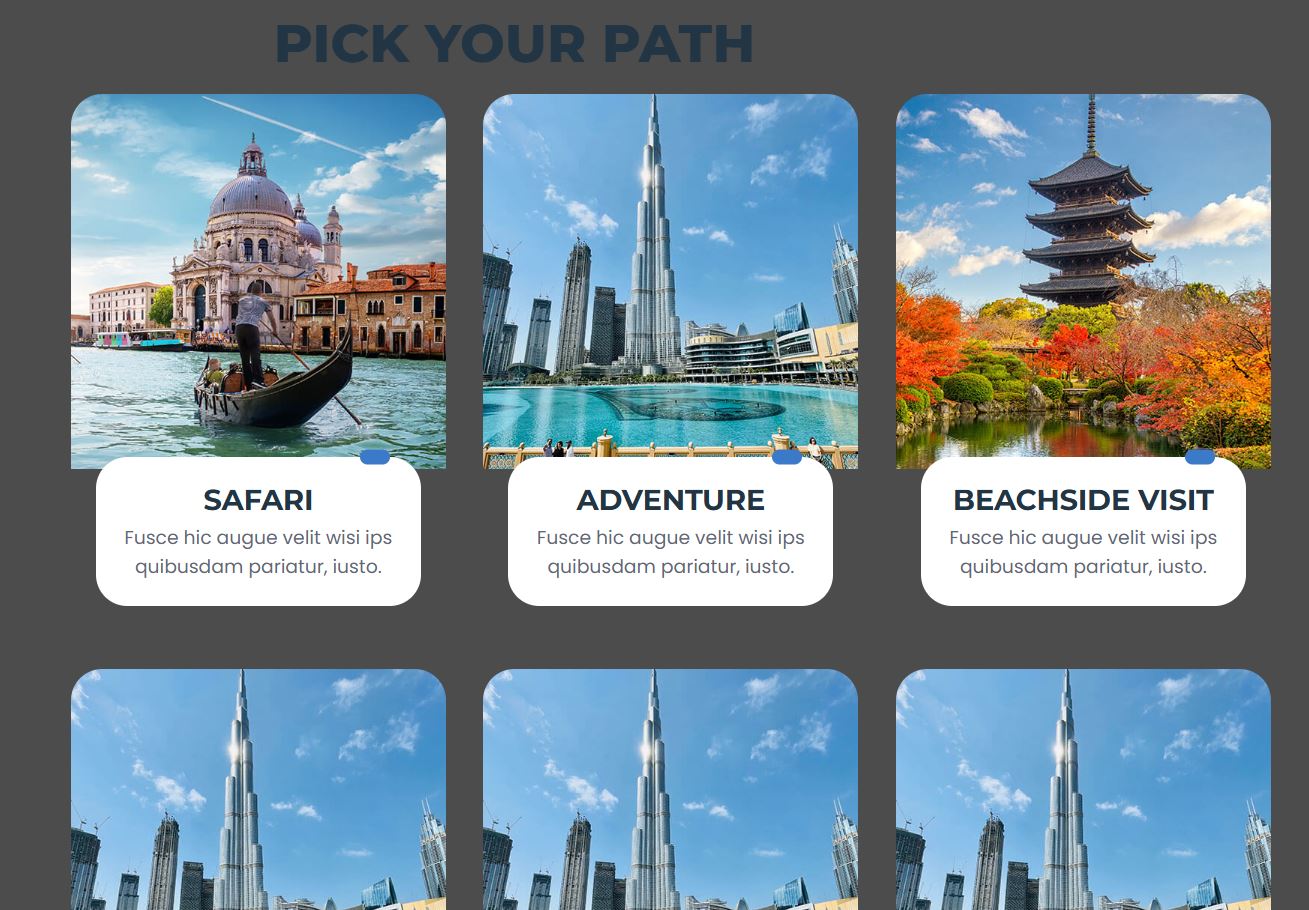 PICK YOUR PATH
SAFARI
Fusce hic augue velit wisi ips
quibusdam pariatur, iusto.
ADVENTURE
Fusce hic augue velit wisi ips
quibusdam pariatur, iusto.
BEACHSIDE VISIT
Fusce hic augue velit wisi ips
quibusdam pariatur, iusto.